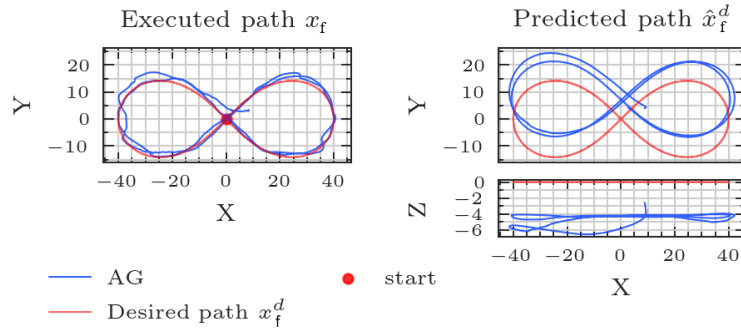 Executed path x_f
Predicted path x̂_f^d
Y
20
10
0
−10
−40
−20
0
20
40
X
Y
20
10
0
−10
Z
0
−2
−4
−6
−40
−20
0
20
40
X
AG
start
Desired path x_f^d